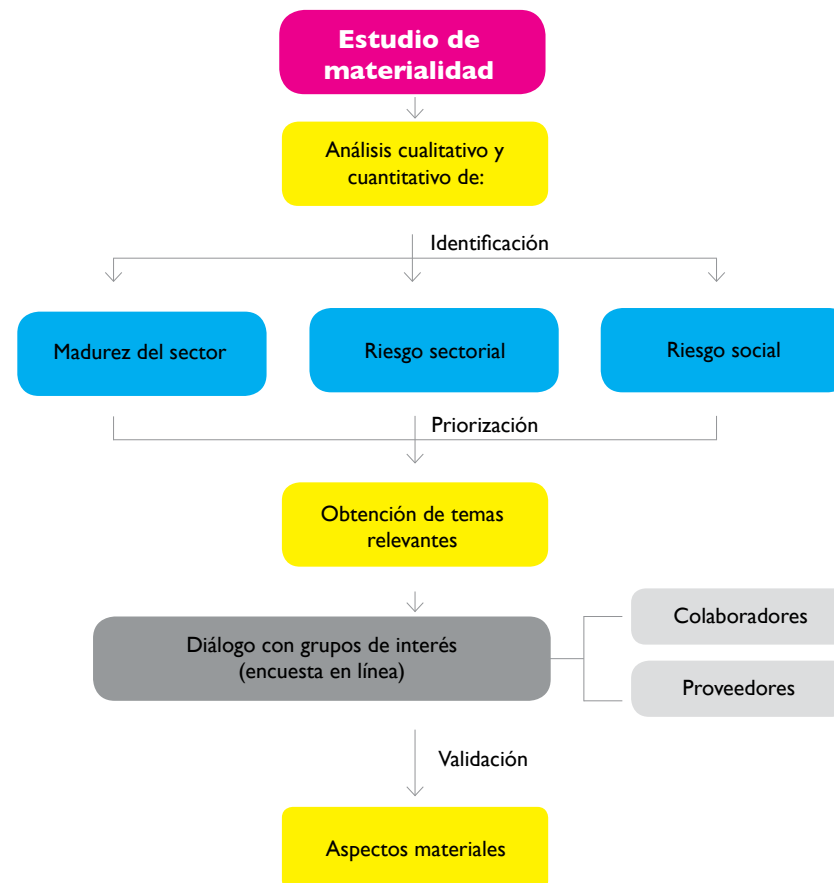 Estudio de
materialidad
Análisis cualitativo y
cuantitativo de:
Identificación
Madurez del sector
Riesgo sectorial
Riesgo social
Priorización
Obtención de temas
relevantes
Diálogo con grupos de interés
(encuesta en línea)
Colaboradores
Proveedores
Validación
Aspectos materiales